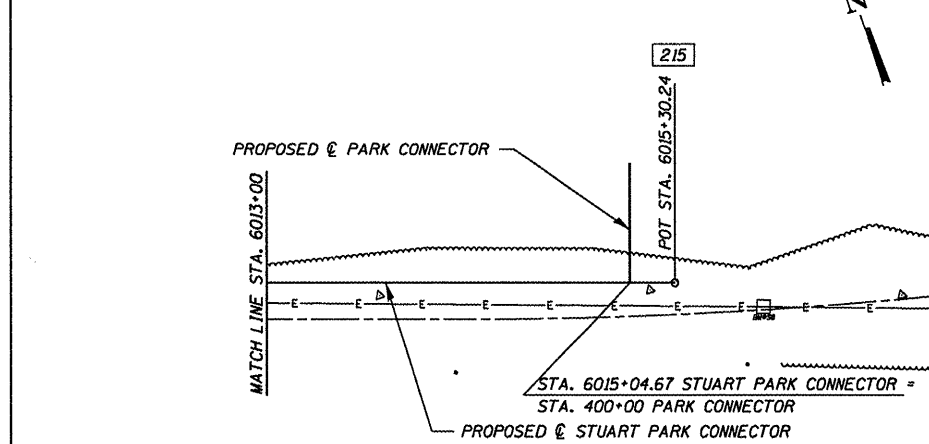 N
215
POT STA. 6015+30.24
PROPOSED ℄ PARK CONNECTOR
MATCH LINE STA. 6013+00
E E E E E E E E E E
STA. 6015+04.67 STUART PARK CONNECTOR =
STA. 400+00 PARK CONNECTOR
PROPOSED ℄ STUART PARK CONNECTOR